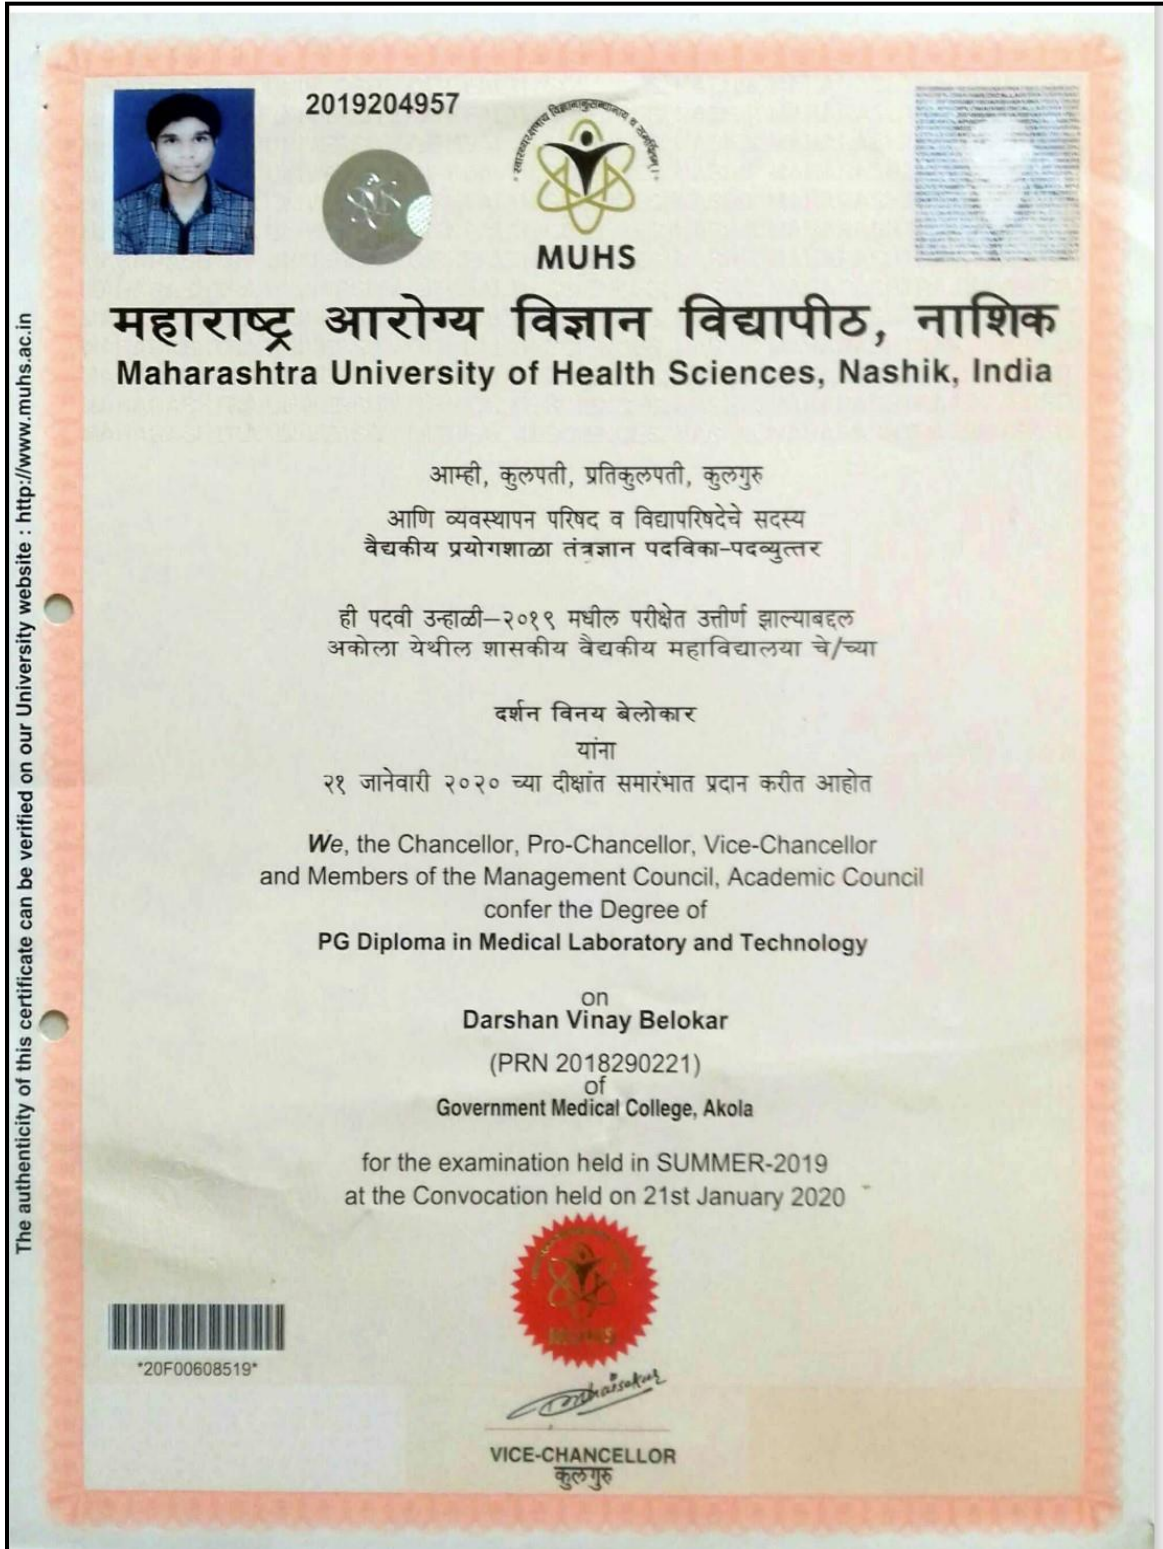 2019204957
MUHS
महाराष्ट्र आरोग्य विज्ञान विद्यापीठ, नाशिक
Maharashtra University of Health Sciences, Nashik, India
आम्ही, कुलपती, प्रतिकुलपती, कुलगुरु
आणि व्यवस्थापन परिषद व विद्यापरिषदेचे सदस्य
वैद्यकीय प्रयोगशाळा तंत्रज्ञान पदविका-पदव्युत्तर
ही पदवी उन्हाळी-२०१९ मधील परीक्षेत उत्तीर्ण झाल्याबद्दल
अकोला येथील शासकीय वैद्यकीय महाविद्यालया चे/च्या
दर्शन विनय बेलोकार
यांना
२१ जानेवारी २०२० च्या दीक्षांत समारंभात प्रदान करीत आहोत
We, the Chancellor, Pro-Chancellor, Vice-Chancellor
and Members of the Management Council, Academic Council
confer the Degree of
PG Diploma in Medical Laboratory and Technology
on
Darshan Vinay Belokar
(PRN 2018290221)
of
Government Medical College, Akola
for the examination held in SUMMER-2019
at the Convocation held on 21st January 2020
*20F00608519*
VICE-CHANCELLOR
कुलगुरु
The authenticity of this certificate can be verified on our University website : http://www.muhs.ac.in